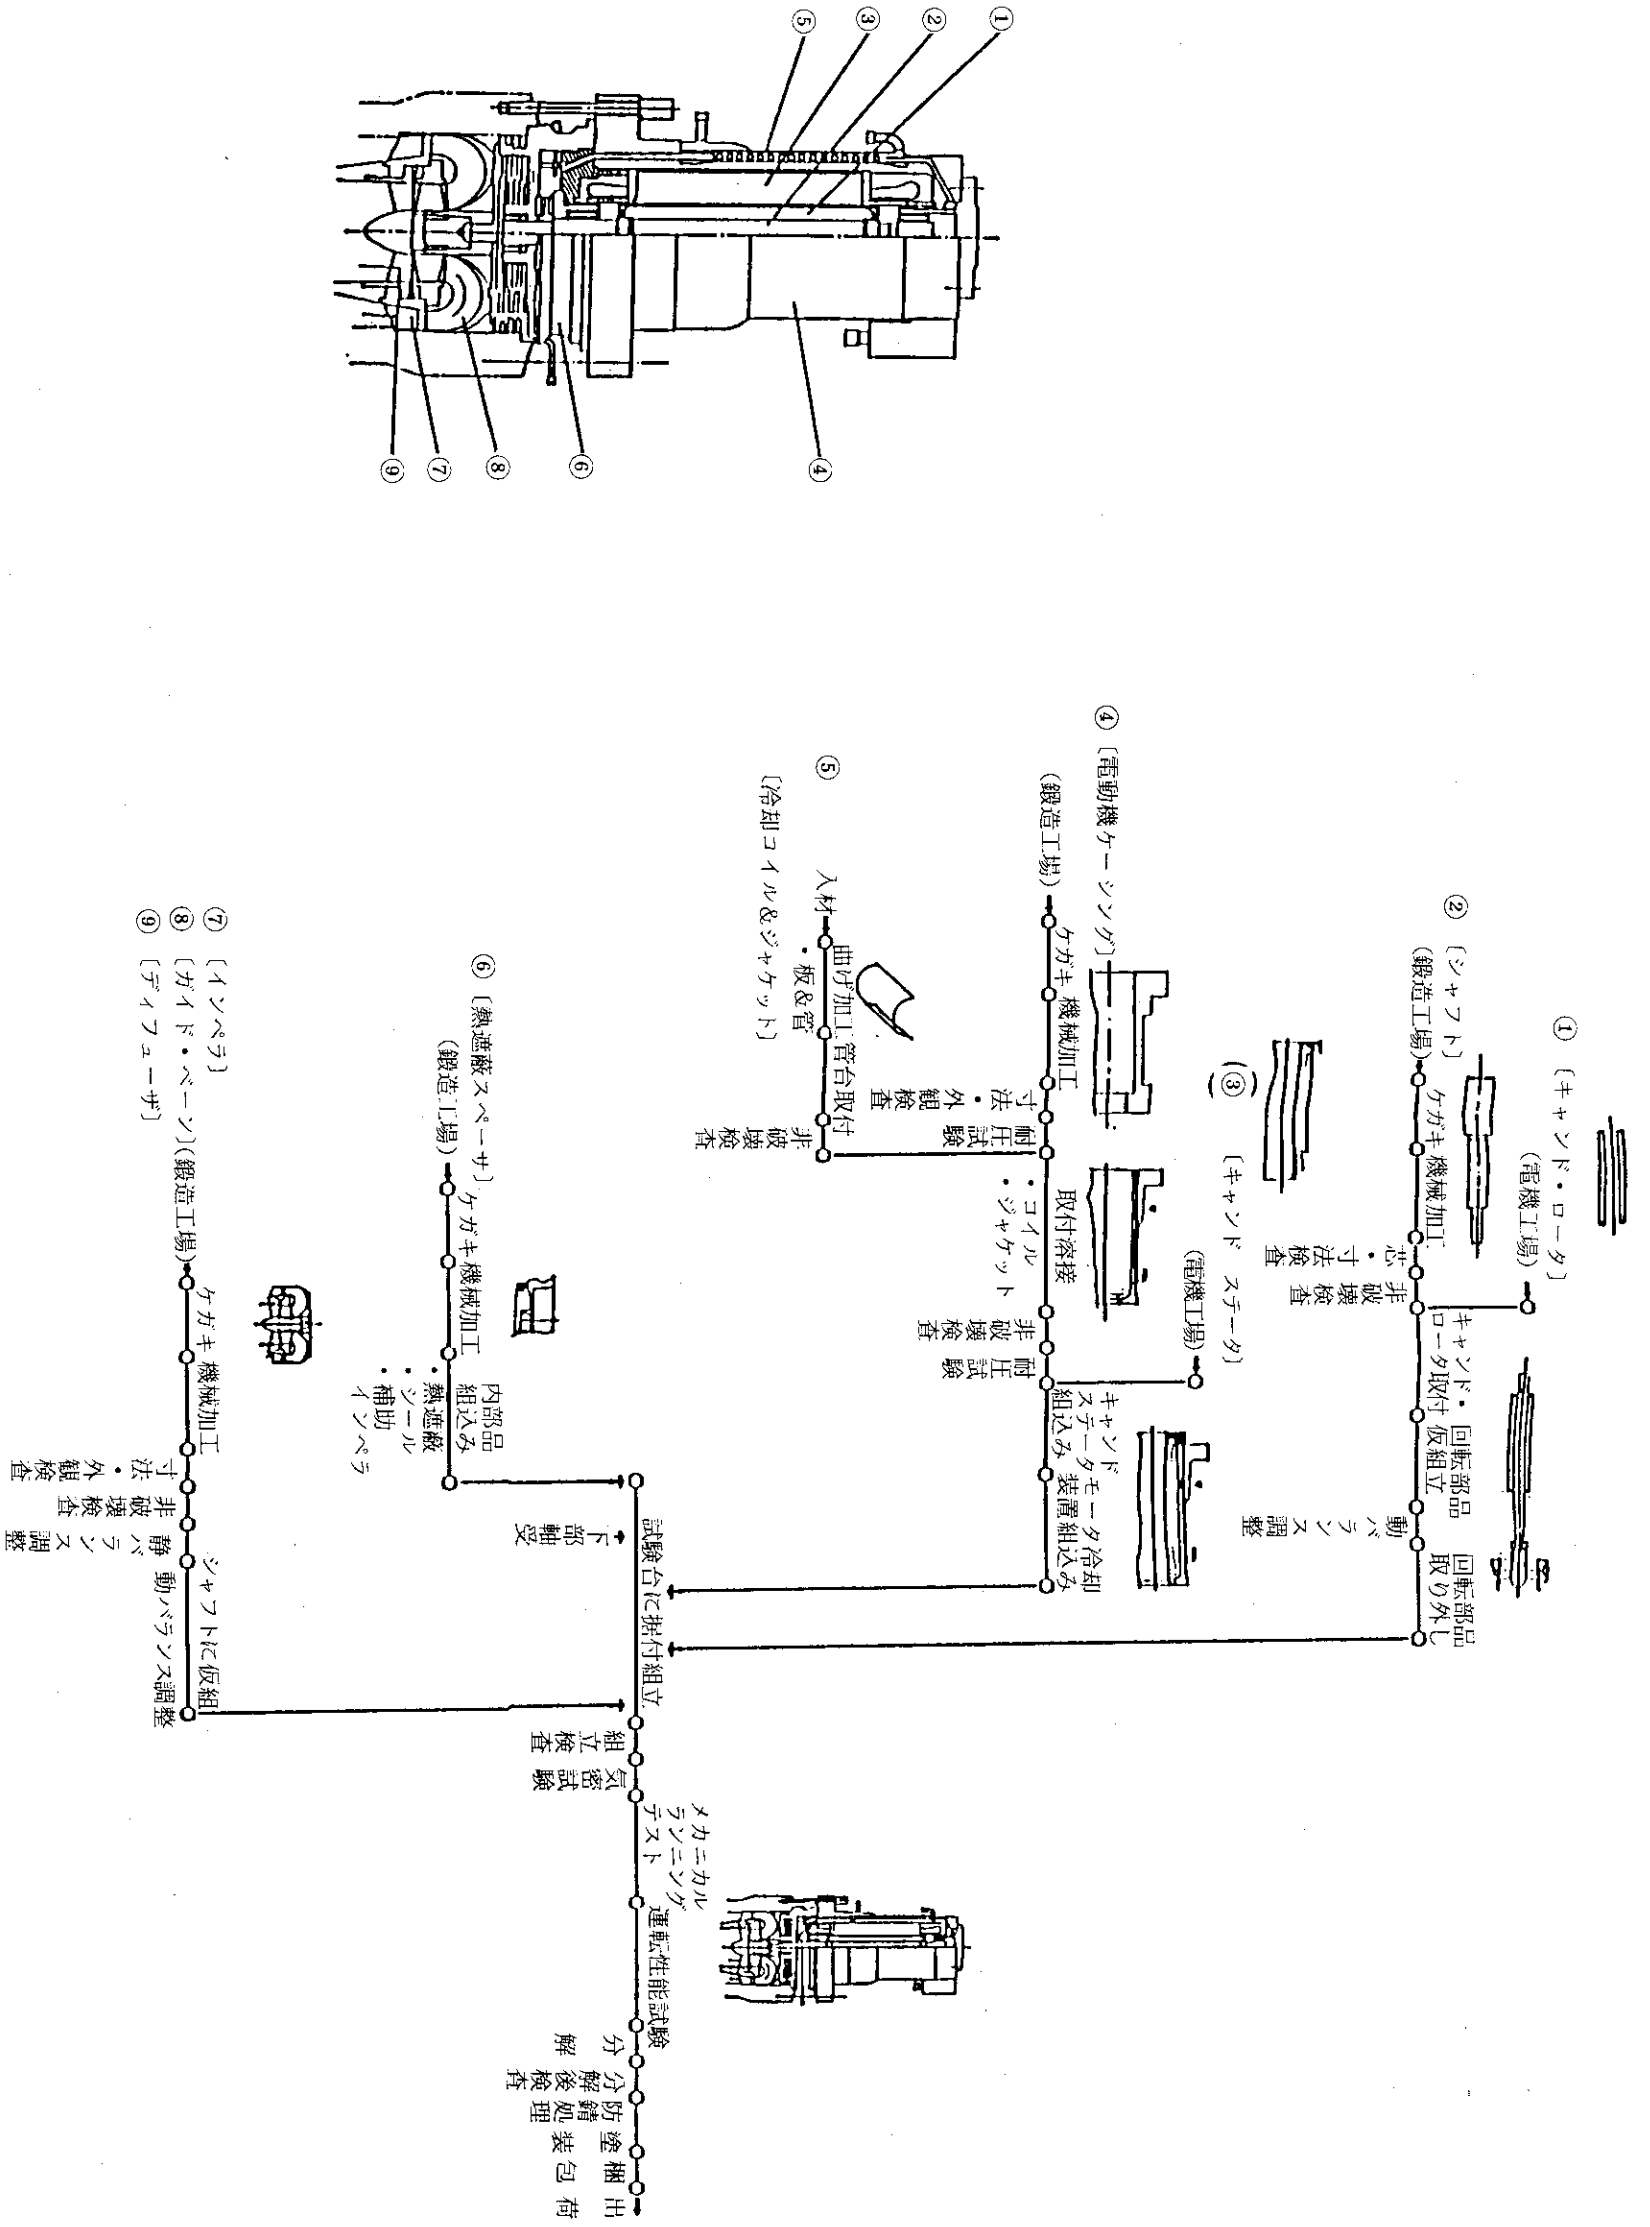 ①
②
③
⑤
④
⑥
⑧
⑦
⑨
① 〔キャンド・ロータ〕
(電機工場)
② 〔シャフト〕
(鍛造工場)
ケガキ
機械加工
芯・寸法検査
非破壊検査
キャンド・
ロータ取付
回転部品
仮組立
動バランス調整
回転部品
取り外し
(③) 〔キャンド ステータ〕
(電機工場)
④ 〔電動機ケーシング〕
(鍛造工場)
ケガキ
機械加工
寸法・外観検査
耐圧試験
取付溶接
・コイル
・ジャケット
非破壊検査
耐圧試験
キャンド
ステータ
組込み
モータ冷却
装置組込み
⑤
〔冷却コイル&ジャケット〕
入材
・板&管
曲げ加工
管台取付
非破壊検査
⑥ 〔熱遮蔽スペーサ〕
(鍛造工場)
ケガキ
機械加工
内部品
組込み
・熱遮蔽
・シール
・補助
インペラ
⑦ 〔インペラ〕
⑧ 〔ガイド・ベーン〕(鍛造工場)
⑨ 〔ディフューザ〕
ケガキ
機械加工
寸法・外観検査
非破壊検査
静バランス調整
シャフトに仮組
動バランス調整
下部軸受
試験台に据付組立
組立検査
気密試験
メカニカル
ランニング
テスト
運転性能試験
分解
分解後検査
防錆処理
塗装
梱包
出荷